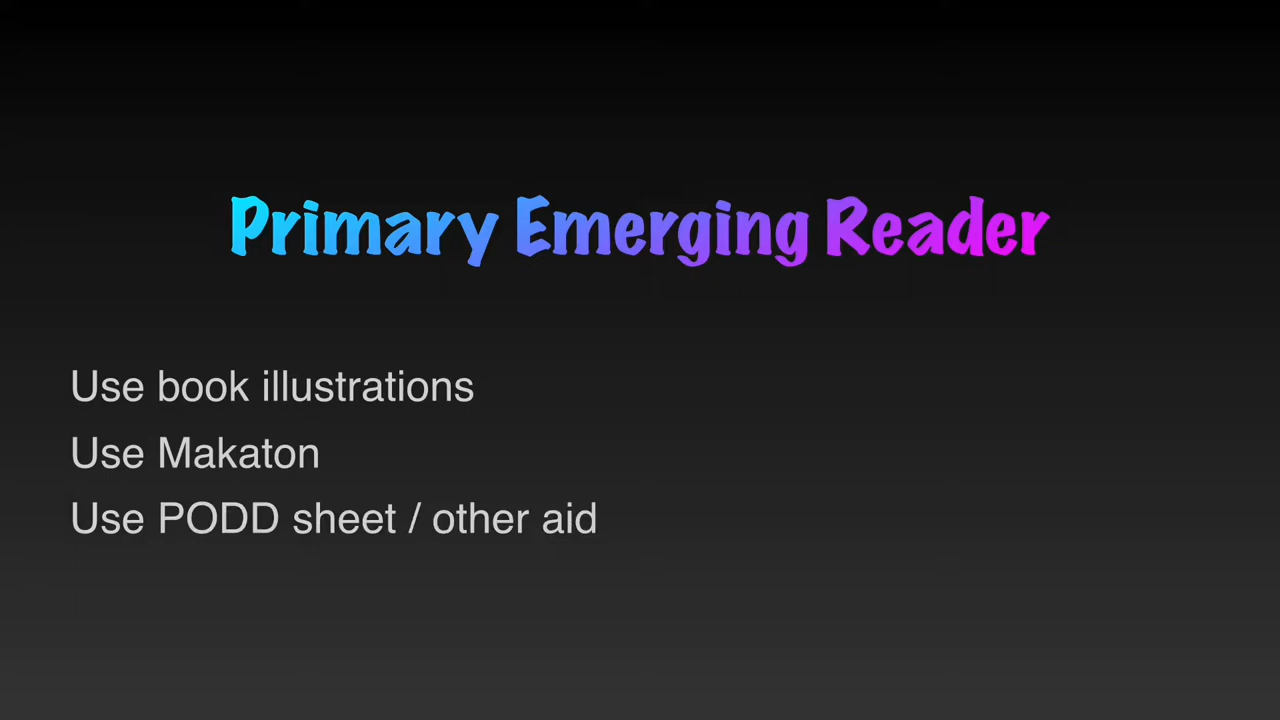 Primary Emerging Reader
Use book illustrations
Use Makaton
Use PODD sheet / other aid